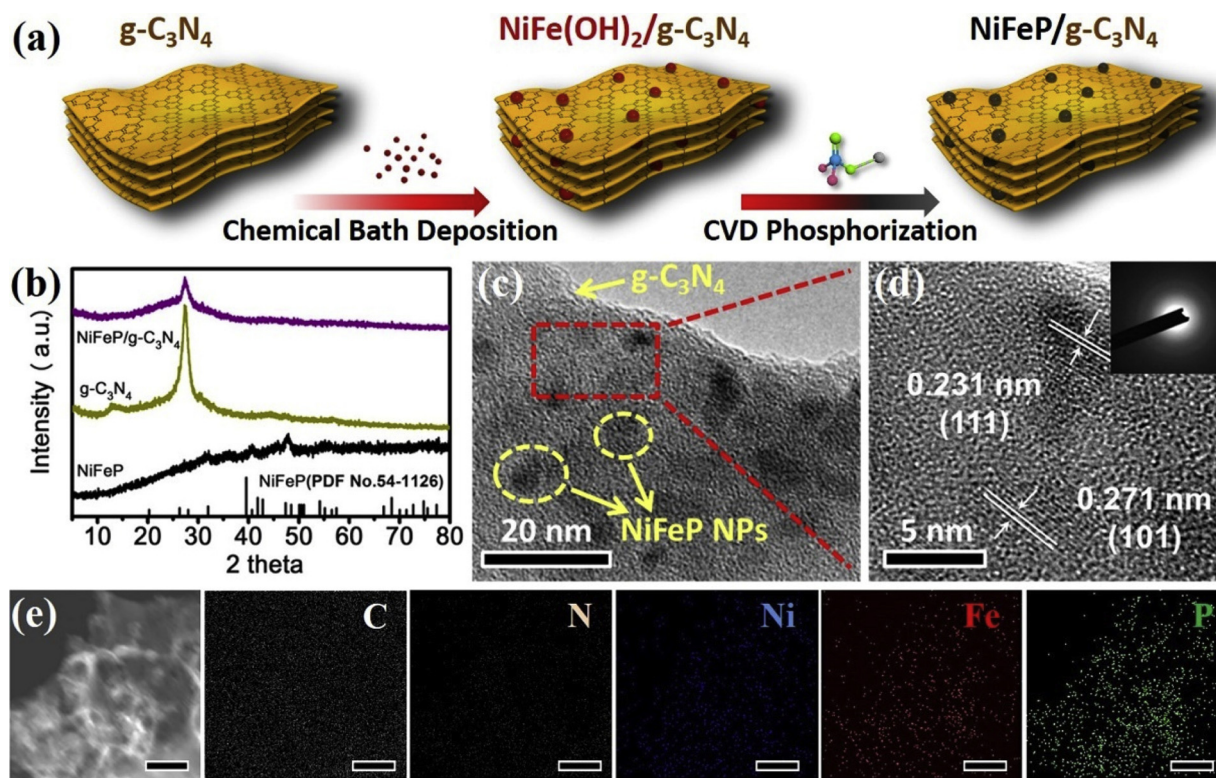 (a)
g-C₃N₄
NiFe(OH)₂/g-C₃N₄
NiFeP/g-C₃N₄
Chemical Bath Deposition
CVD Phosphorization
(b)
Intensity ( a.u.)
NiFeP/g-C₃N₄
g-C₃N₄
NiFeP
NiFeP(PDF No.54-1126)
10 20 30 40 50 60 70 80
2 theta
(c)
g-C₃N₄
20 nm
NiFeP NPs
(d)
0.231 nm
(111)
0.271 nm
(101)
5 nm
(e)
C
N
Ni
Fe
P